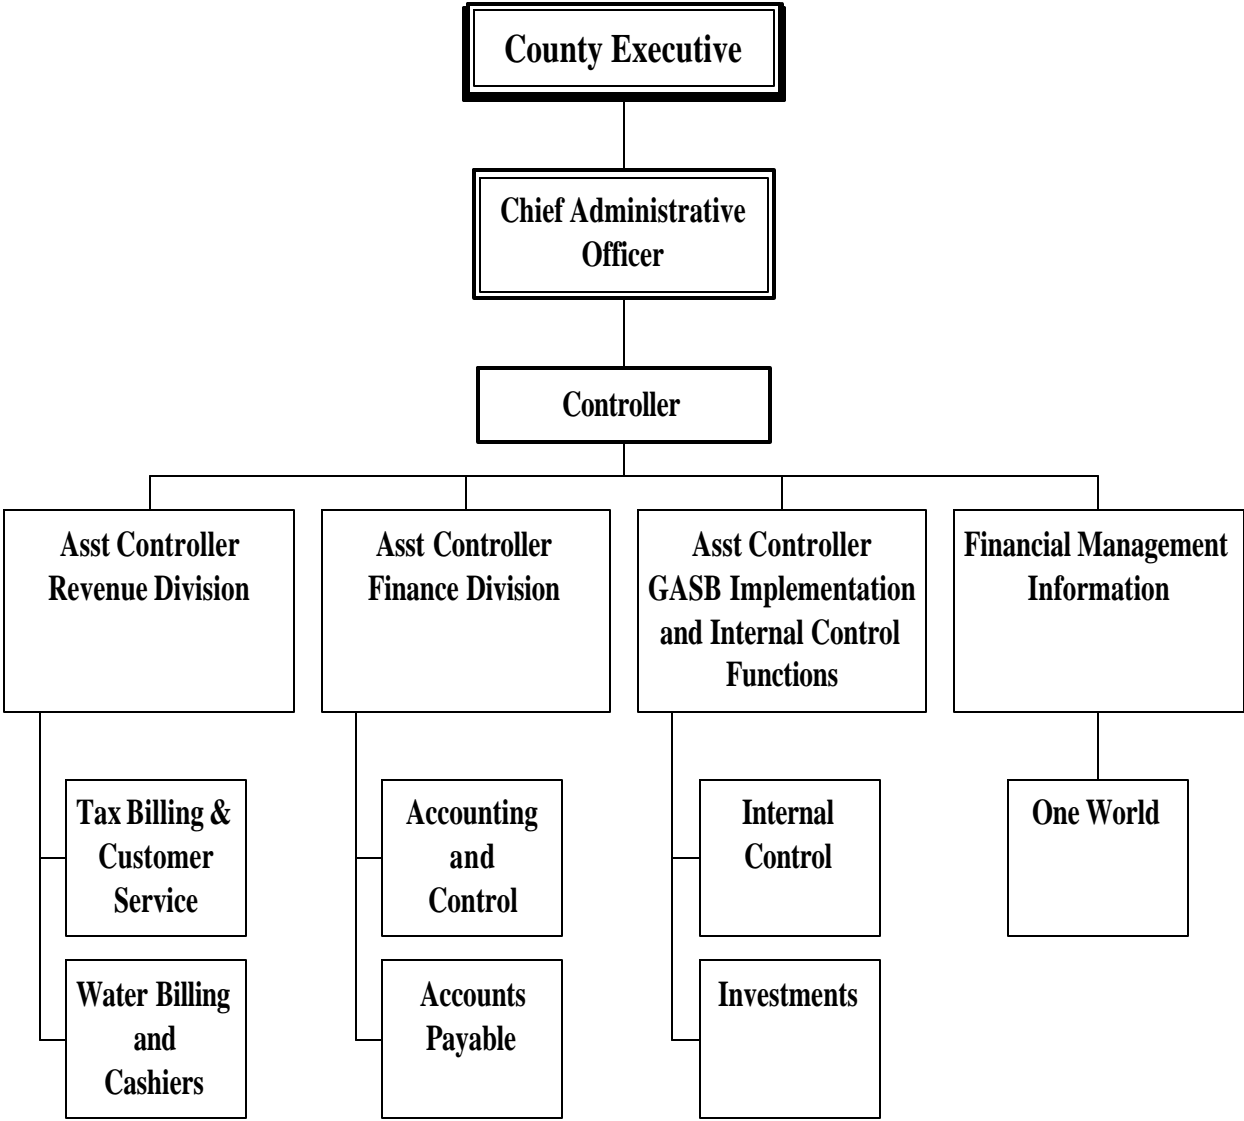 County Executive
Chief Administrative
Officer
Controller
Asst Controller
Revenue Division
Asst Controller
Finance Division
Asst Controller
GASB Implementation
and Internal Control
Functions
Financial Management
Information
Tax Billing &
Customer
Service
Accounting
and
Control
Internal
Control
One World
Water Billing
and
Cashiers
Accounts
Payable
Investments